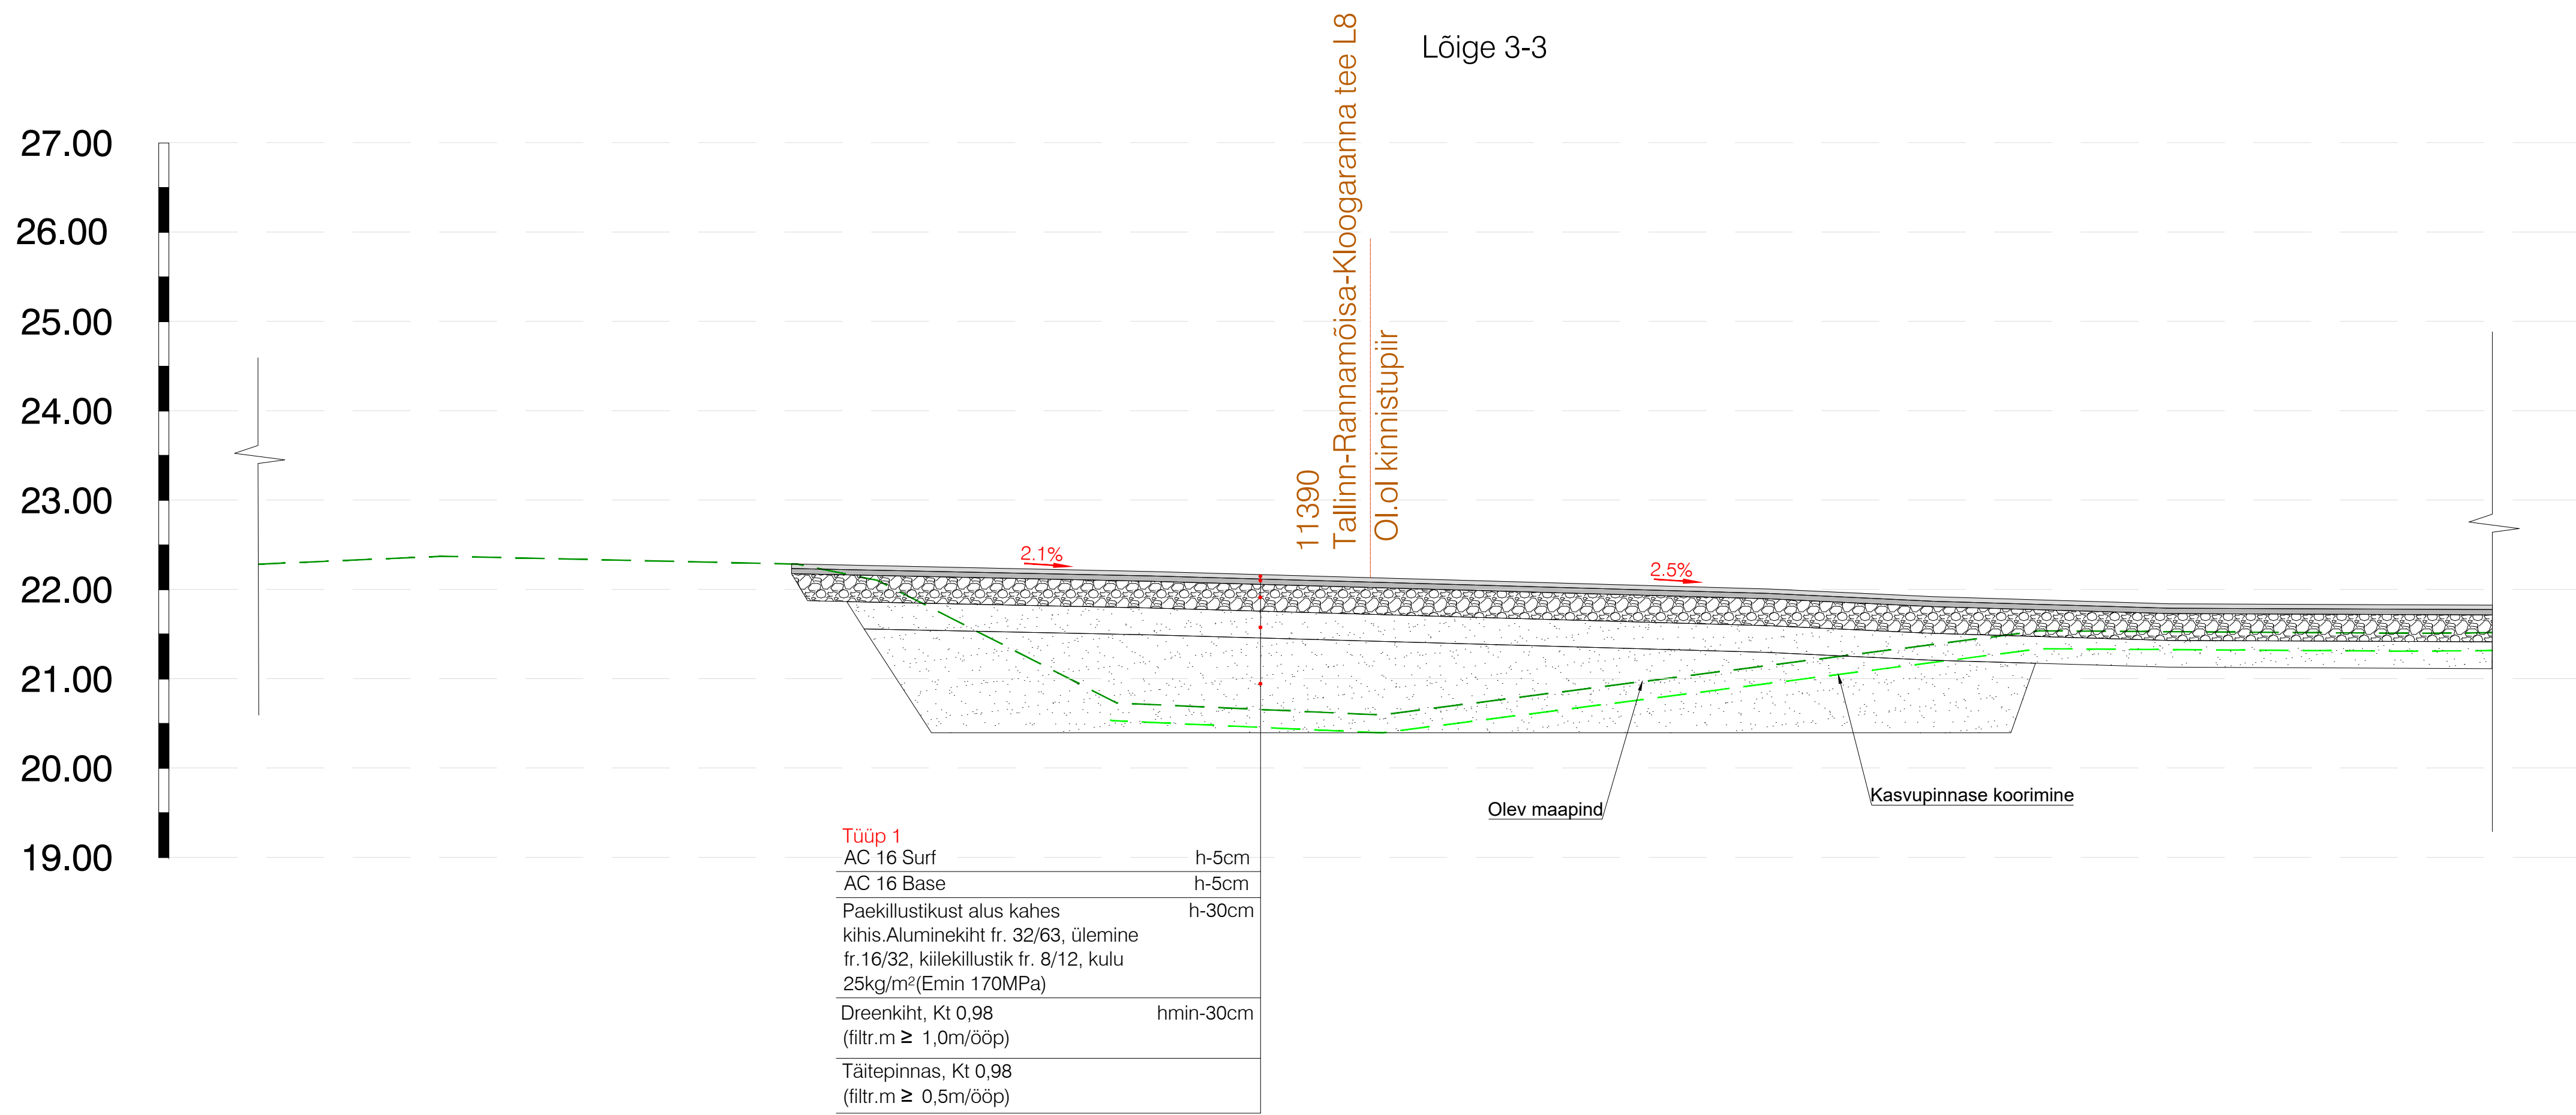 Lõige 3-3
11390
Tallinn-Rannamõisa-Kloogaranna tee L8
Ol.ol kinnistupiir
27.00
26.00
25.00
24.00
23.00
22.00
21.00
20.00
19.00
2.1%
2.5%
Olev maapind
Kasvupinnase koorimine
Tüüp 1
AC 16 Surf h-5cm
AC 16 Base h-5cm
Paekillustikust alus kahes h-30cm
kihis.Aluminekiht fr. 32/63, ülemine
fr.16/32, kiilekillustik fr. 8/12, kulu
25kg/m²(Emin 170MPa)
Dreenkiht, Kt 0,98 hmin-30cm
(filtr.m ≥ 1,0m/ööp)
Täitepinnas, Kt 0,98
(filtr.m ≥ 0,5m/ööp)